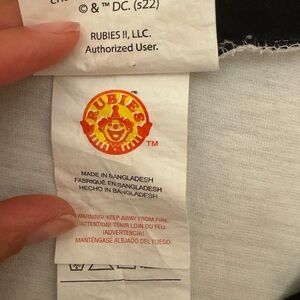 © & ™ DC. (s22)
RUBIES II, LLC.
Authorized User.
RUBIES
TM
MADE IN BANGLADESH
FABRIQUÉ EN BANGLADESH
HECHO EN BANGLADESH
WARNING! KEEP AWAY FROM FIRE
ATTENTION! TENIR LOIN DU FEU
¡ADVERTENCIA!
MANTÉNGASE ALEJADO DEL FUEGO.